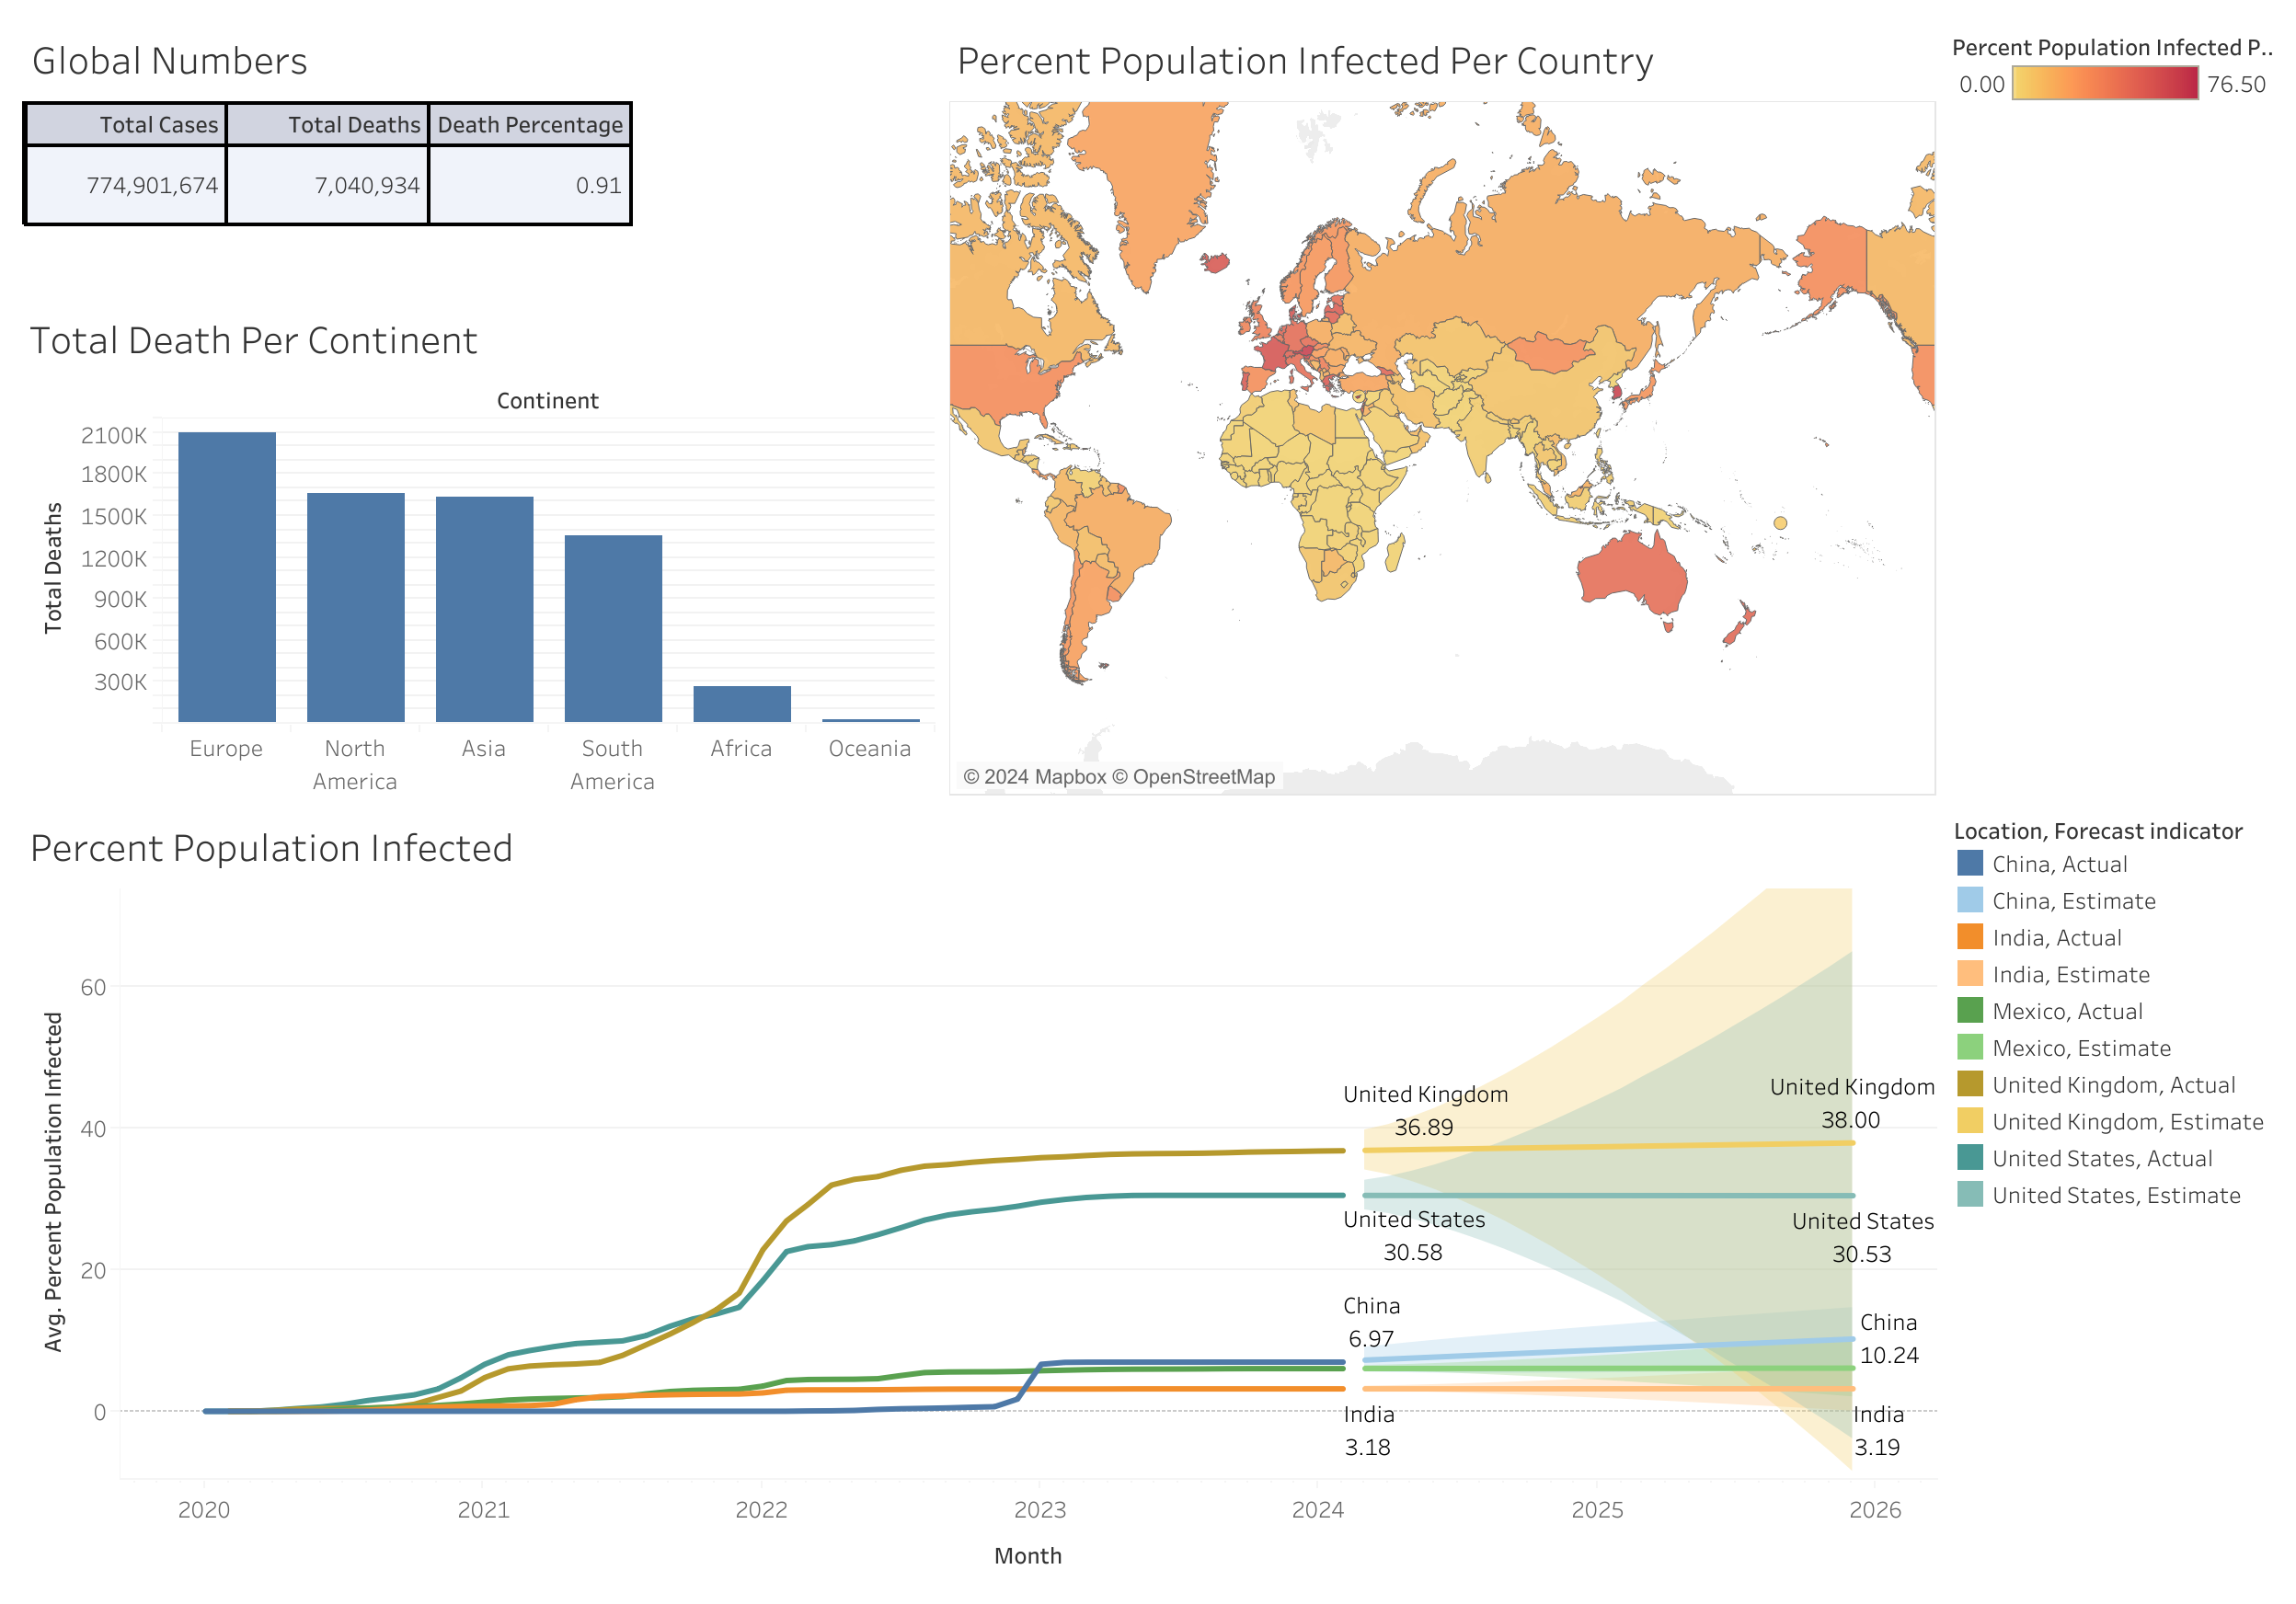 Global Numbers
Total Cases Total Deaths Death Percentage
774,901,674 7,040,934 0.91
Total Death Per Continent
Continent
Total Deaths
2100K
1800K
1500K
1200K
900K
600K
300K
Europe North America Asia South America Africa Oceania
Percent Population Infected Per Country
© 2024 Mapbox © OpenStreetMap
Percent Population Infected P..
0.00 76.50
Percent Population Infected
Avg. Percent Population Infected
60
40
20
0
United Kingdom
36.89
United Kingdom
38.00
United States
30.58
United States
30.53
China
6.97
China
10.24
India
3.18
India
3.19
2020 2021 2022 2023 2024 2025 2026
Month
Location, Forecast indicator
China, Actual
China, Estimate
India, Actual
India, Estimate
Mexico, Actual
Mexico, Estimate
United Kingdom, Actual
United Kingdom, Estimate
United States, Actual
United States, Estimate